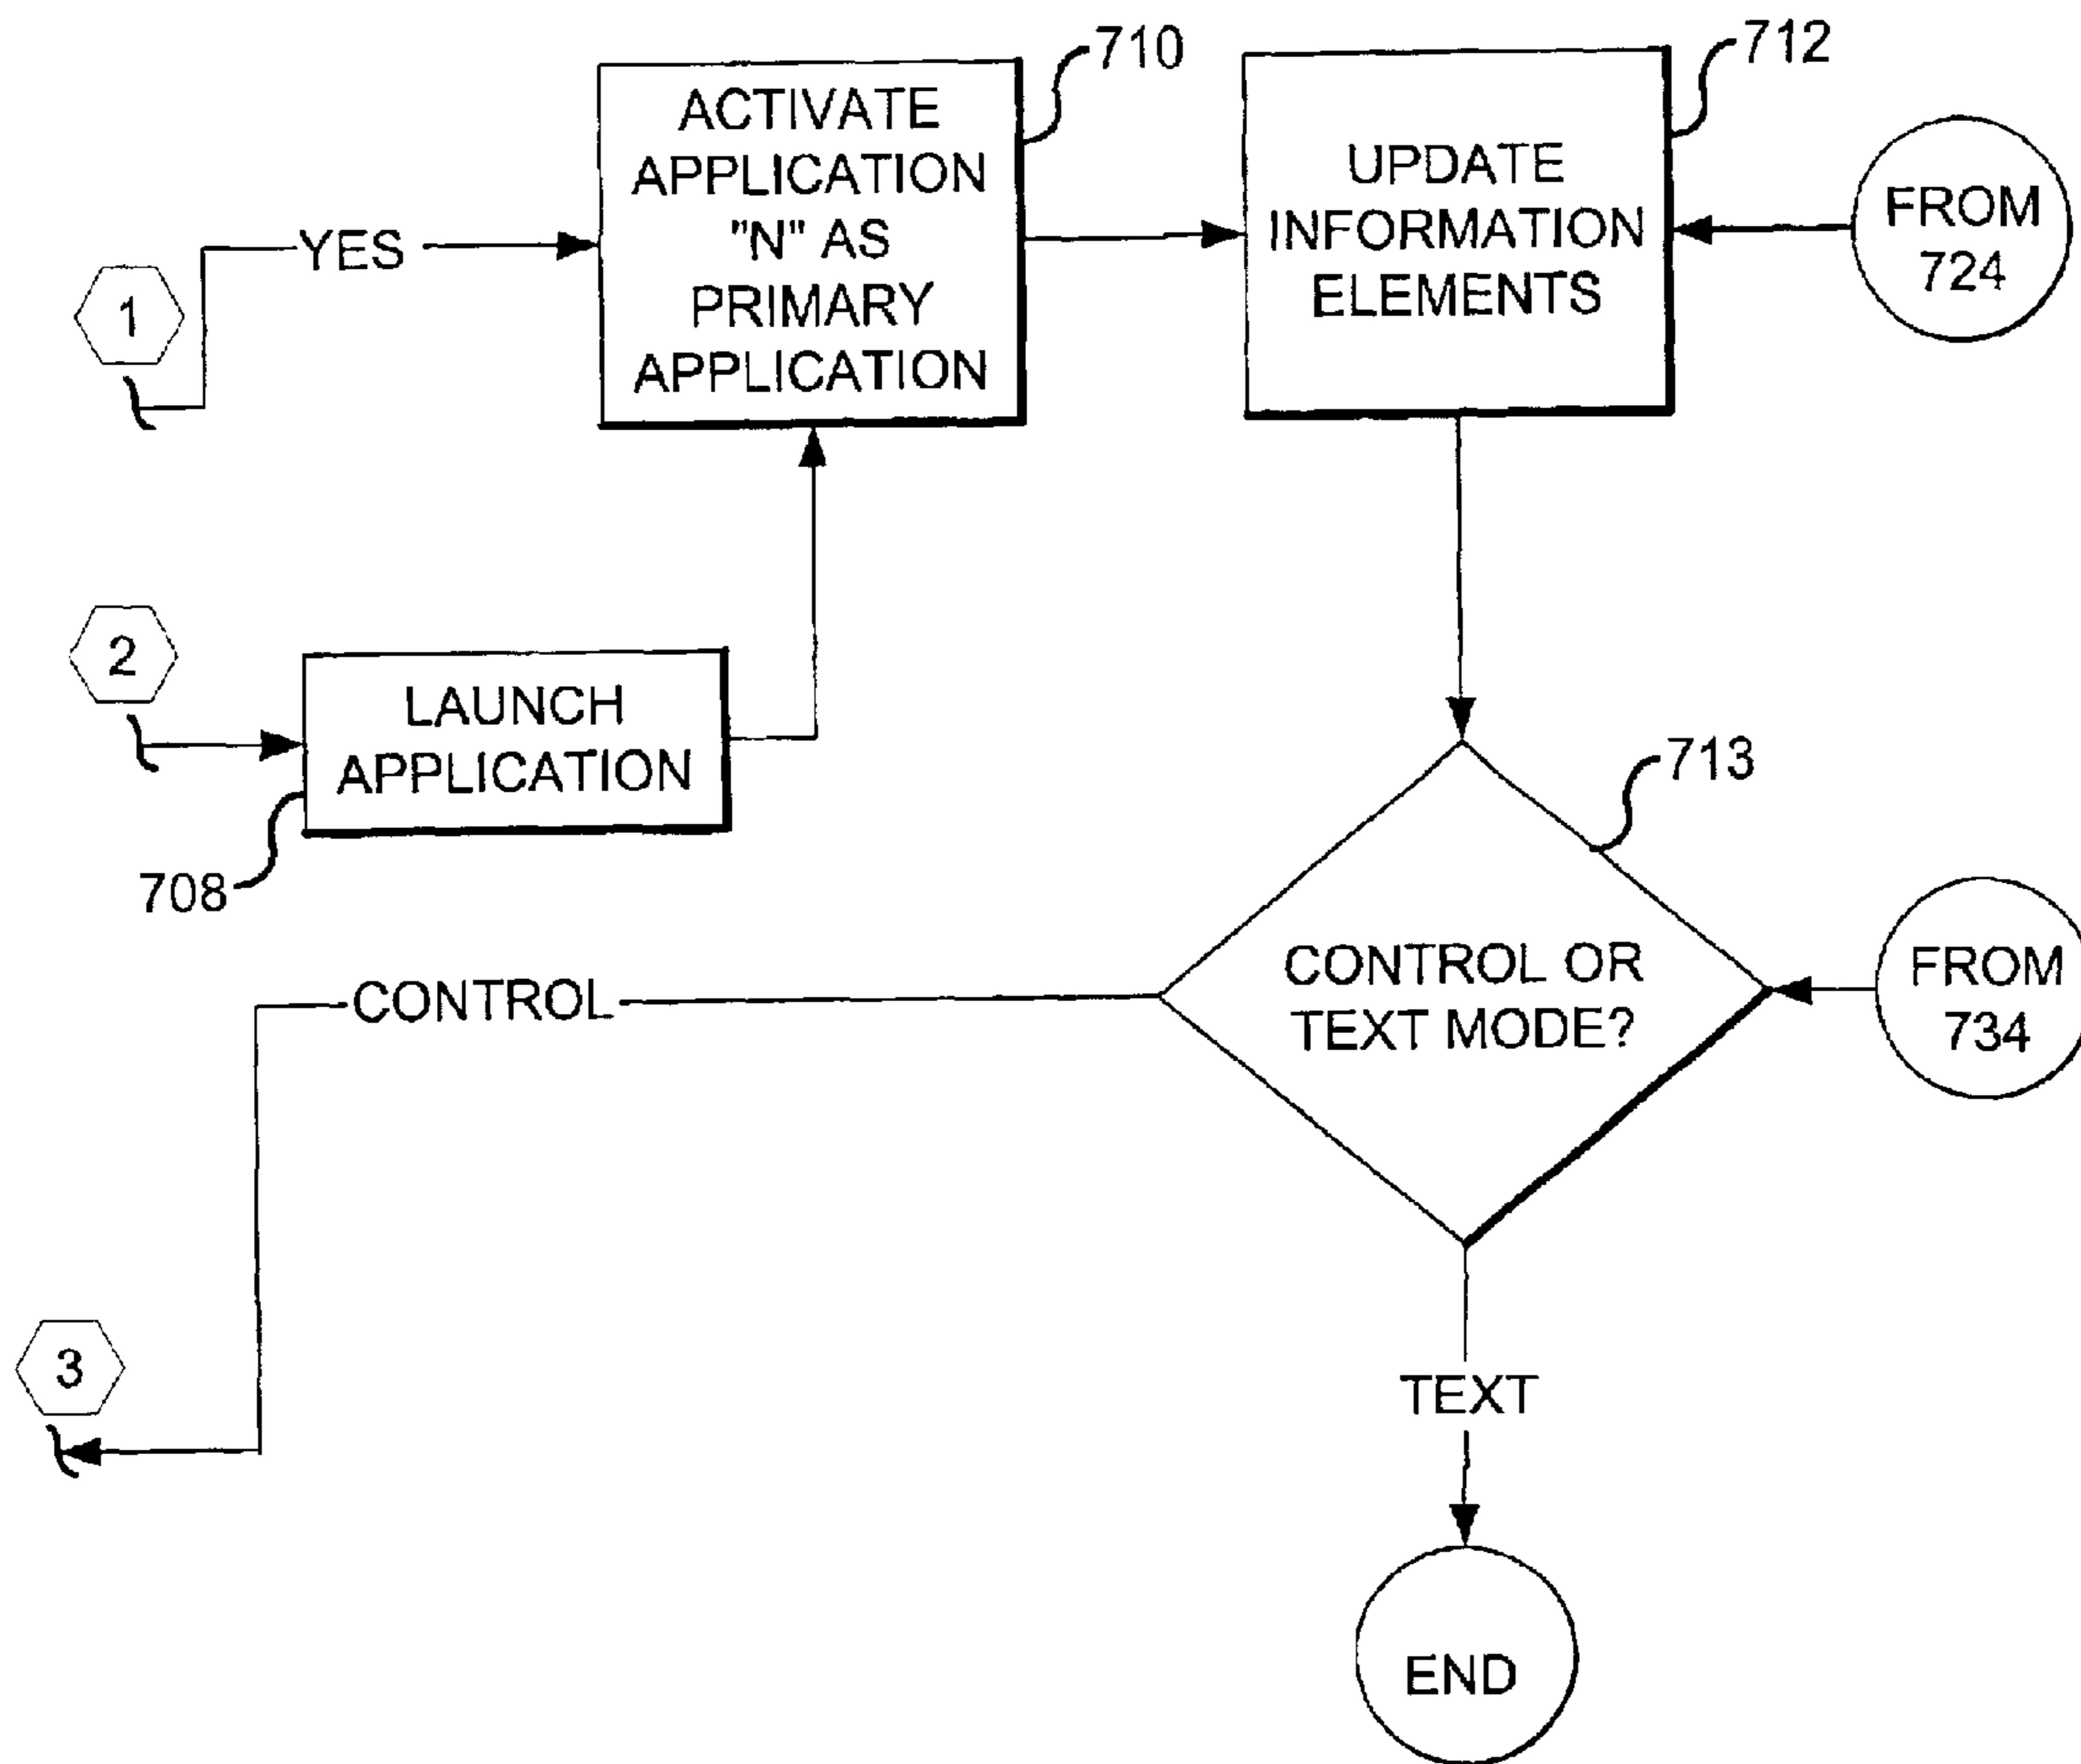 710
712
ACTIVATE
APPLICATION
"N" AS
PRIMARY
APPLICATION
UPDATE
INFORMATION
ELEMENTS
FROM
724
YES
1
2
LAUNCH
APPLICATION
708
713
CONTROL OR
TEXT MODE?
FROM
734
CONTROL
3
TEXT
END